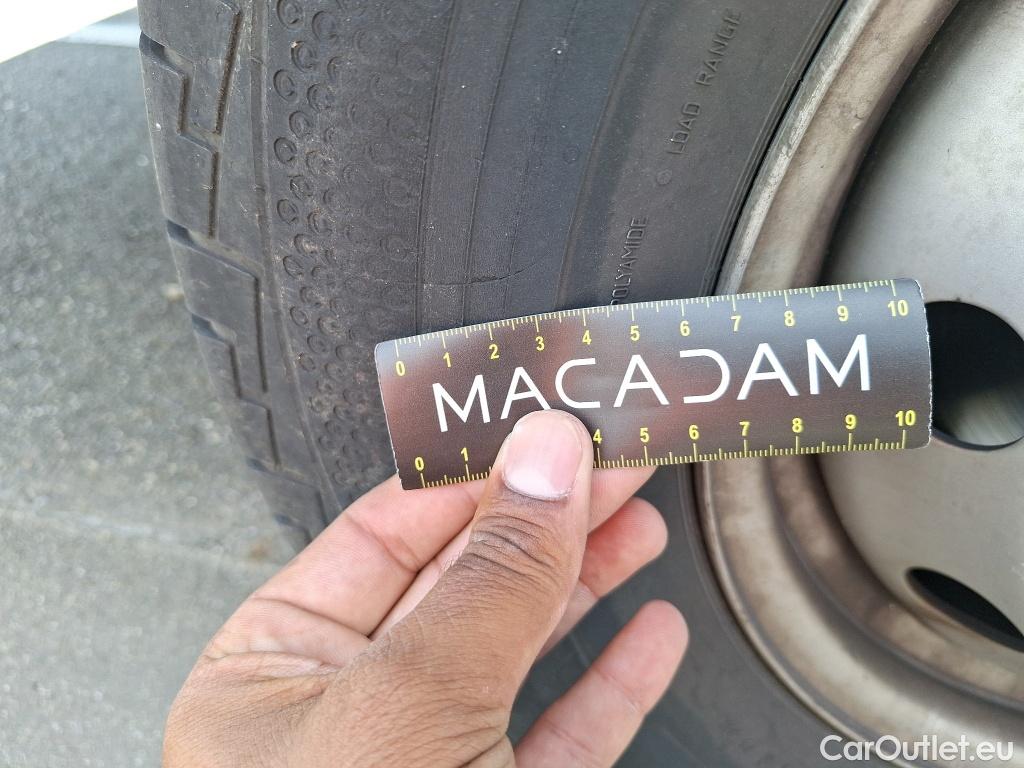 LOAD RANGE
POLYAMIDE
0 1 2 3 4 5 6 7 8 9 10
MACADAM
0 1 4 5 6 7 8 9 10
CarOutlet.eu